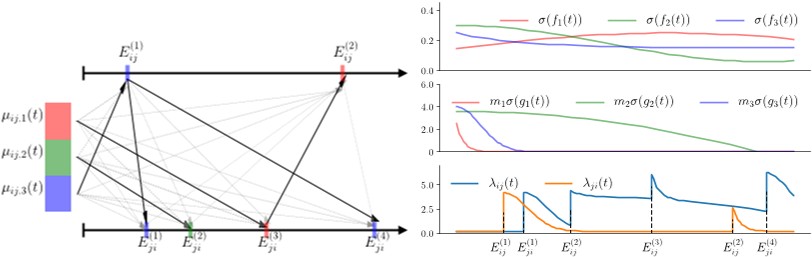 E_{ij}^{(1)} E_{ij}^{(2)}
μ_{ij.1}(t)
μ_{ij.2}(t)
μ_{ij.3}(t)
E_{ji}^{(1)} E_{ji}^{(2)} E_{ji}^{(3)} E_{ji}^{(4)}
0.4
0.2
0.0
σ(f_1(t)) σ(f_2(t)) σ(f_3(t))
6.0
4.0
2.0
0.0
m_1σ(g_1(t)) m_2σ(g_2(t)) m_3σ(g_3(t))
5.0
2.5
0.0
λ_{ij}(t) λ_{ji}(t)
E_{ij}^{(1)} E_{ji}^{(1)} E_{ji}^{(2)} E_{ji}^{(3)} E_{ij}^{(2)} E_{ji}^{(4)}